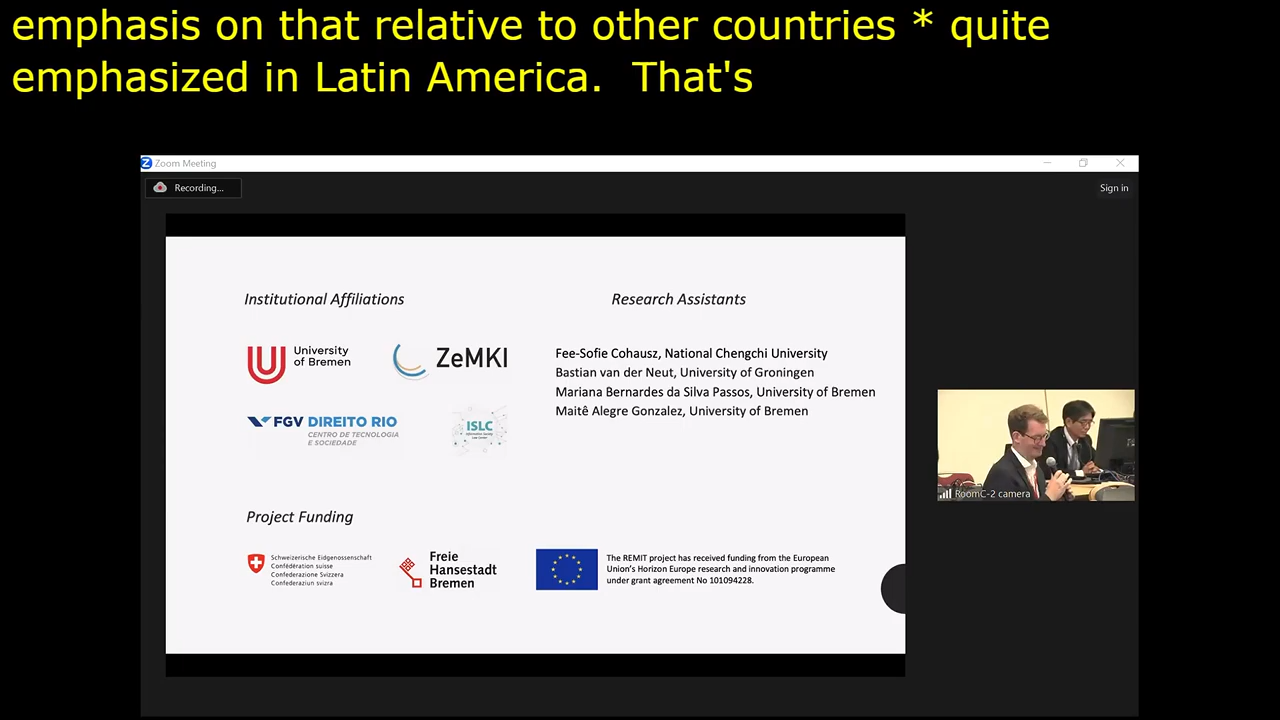 emphasis on that relative to other countries * quite
emphasized in Latin America.  That's
Zoom Meeting
Recording...
Sign in
Institutional Affiliations
Research Assistants
University
of Bremen
ZeMKI
Fee-Sofie Cohausz, National Chengchi University
Bastian van der Neut, University of Groningen
Mariana Bernardes da Silva Passos, University of Bremen
Maitê Alegre Gonzalez, University of Bremen
FGV DIREITO RIO
CENTRO DE TECNOLOGIA
E SOCIEDADE
ISLC
Information Society
Law Center
RoomC-2 camera
Project Funding
Schweizerische Eidgenossenschaft
Confédération suisse
Confederazione Svizzera
Confederaziun svizra
Freie
Hansestadt
Bremen
The REMIT project has received funding from the European
Union's Horizon Europe research and innovation programme
under grant agreement No 101094228.